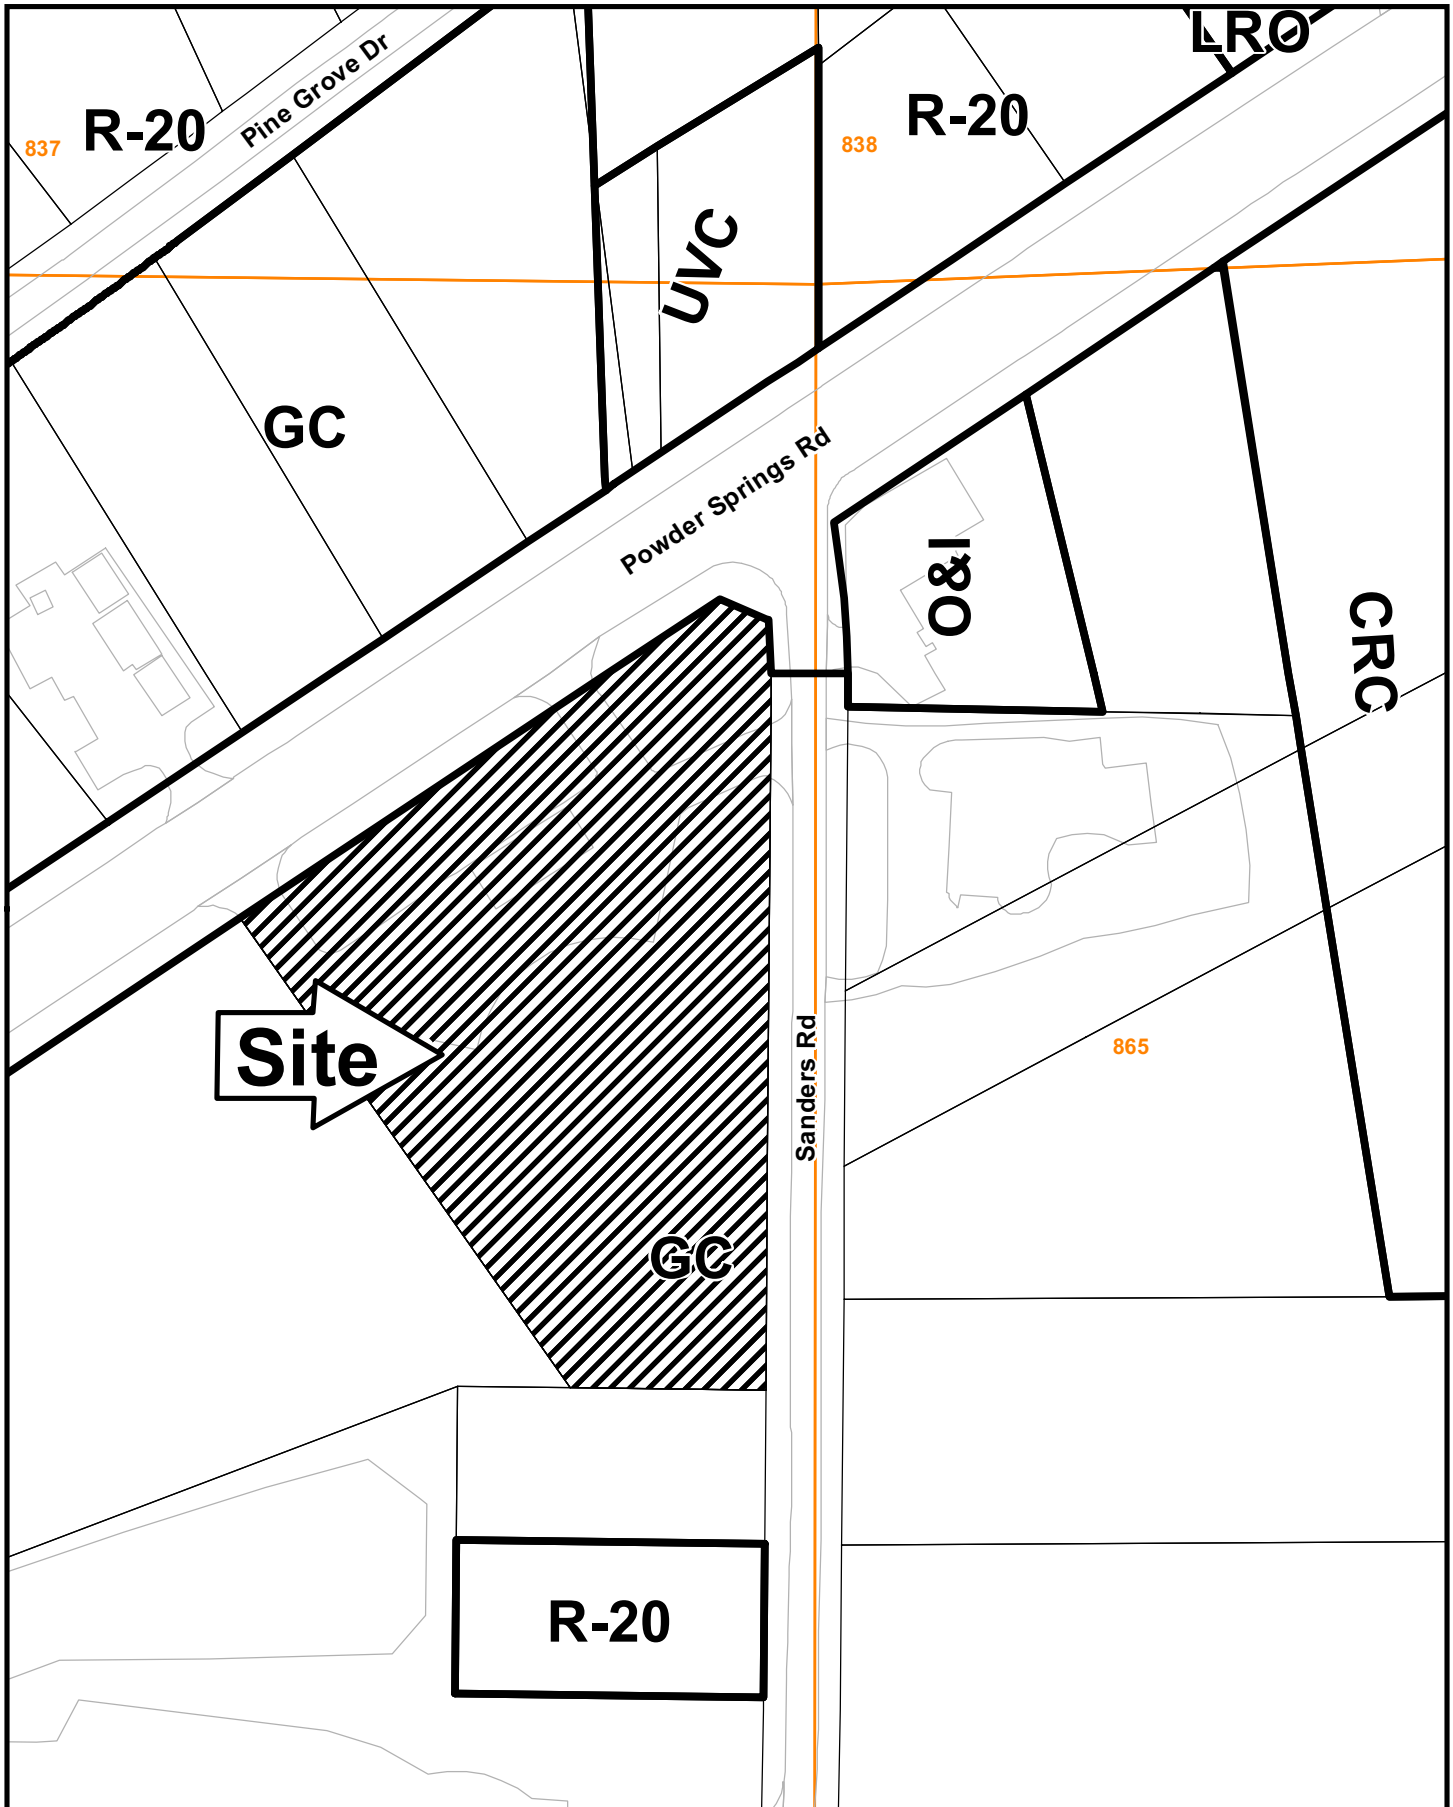 LRO
Pine Grove Dr
R-20
837
R-20
838
UVC
GC
Powder Springs Rd
O&I
CRC
Site
Sanders Rd
865
GC
R-20